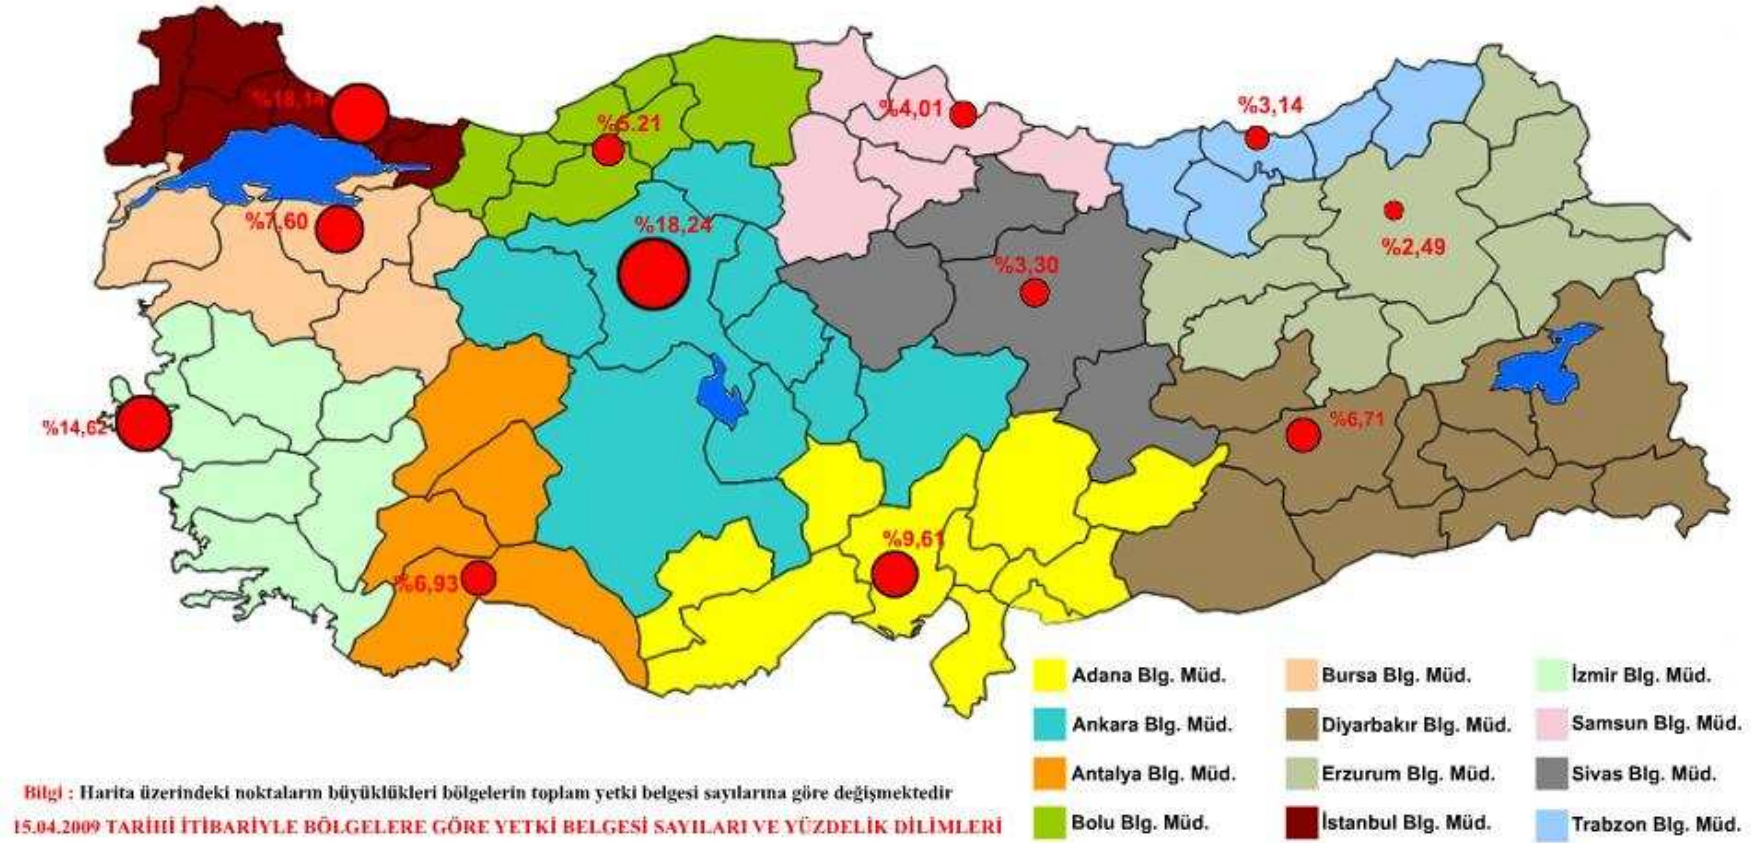 %18,14
%5.21
%4,01
%3,14
%7,60
%18,24
%2,49
%3,30
%14,62
%6,71
%9,61
%6,93
Adana Blg. Müd.
Bursa Blg. Müd.
İzmir Blg. Müd.
Ankara Blg. Müd.
Diyarbakır Blg. Müd.
Samsun Blg. Müd.
Antalya Blg. Müd.
Erzurum Blg. Müd.
Sivas Blg. Müd.
Bolu Blg. Müd.
İstanbul Blg. Müd.
Trabzon Blg. Müd.
Bilgi : Harita üzerindeki noktaların büyüklükleri bölgelerin toplam yetki belgesi sayılarına göre değişmektedir
15.04.2009 TARİHİ İTİBARİYLE BÖLGELERE GÖRE YETKİ BELGESİ SAYILARI VE YÜZDELİK DİLİMLERİ